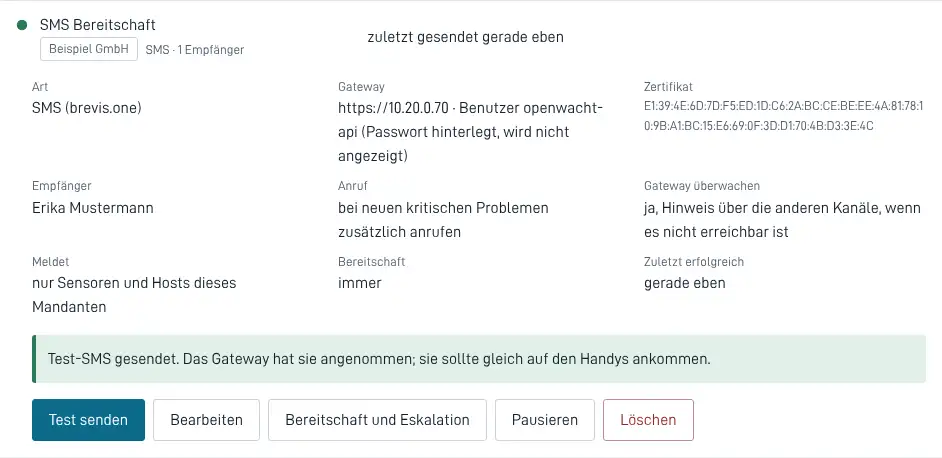 SMS Bereitschaft
Beispiel GmbH SMS · 1 Empfänger
zuletzt gesendet gerade eben
Art
SMS (brevis.one)
Gateway
https://10.20.0.70 · Benutzer openwacht-
api (Passwort hinterlegt, wird nicht
angezeigt)
Zertifikat
E1:39:4E:6D:7D:F5:ED:1D:C6:2A:BC:CE:BE:EE:4A:81:78:1
0:9B:A1:BC:15:E6:69:0F:3D:D1:70:4B:D3:3E:4C
Empfänger
Erika Mustermann
Anruf
bei neuen kritischen Problemen
zusätzlich anrufen
Gateway überwachen
ja, Hinweis über die anderen Kanäle, wenn
es nicht erreichbar ist
Meldet
nur Sensoren und Hosts dieses
Mandanten
Bereitschaft
immer
Zuletzt erfolgreich
gerade eben
Test-SMS gesendet. Das Gateway hat sie angenommen; sie sollte gleich auf den Handys ankommen.
Test senden Bearbeiten Bereitschaft und Eskalation Pausieren Löschen